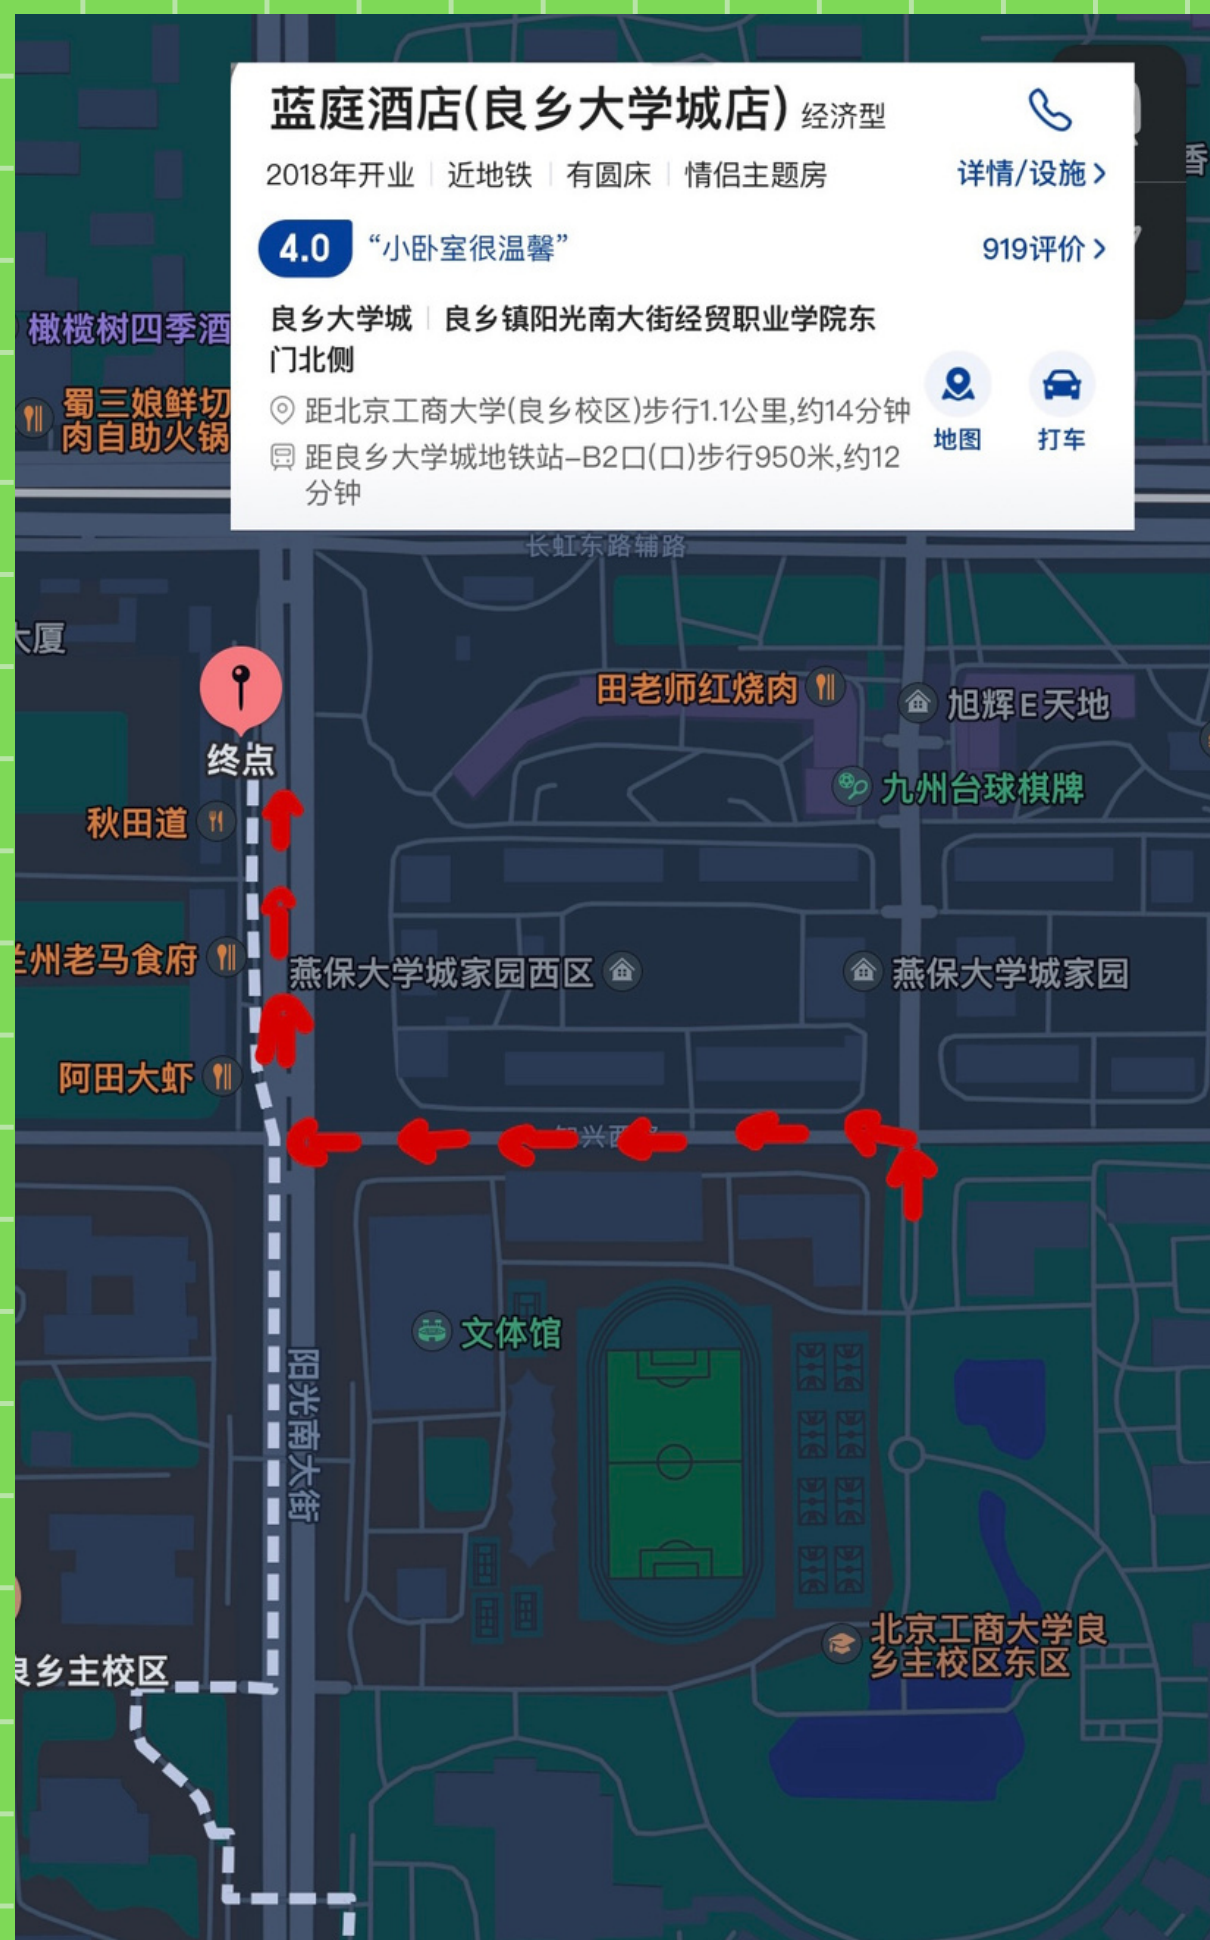 蓝庭酒店(良乡大学城店) 经济型
2018年开业 近地铁 有圆床 情侣主题房 详情/设施
4.0 “小卧室很温馨” 919评价
良乡大学城 良乡镇阳光南大街经贸职业学院东
门北侧
距北京工商大学(良乡校区)步行1.1公里,约14分钟
距良乡大学城地铁站-B2口(口)步行950米,约12
分钟
地图 打车
香
橄榄树四季酒
蜀三娘鲜切
肉自助火锅
长虹东路辅路
大厦
田老师红烧肉
旭辉E天地
终点
九州台球棋牌
秋田道
兰州老马食府
燕保大学城家园西区
燕保大学城家园
阿田大虾
文体馆
阳光南大街
北京工商大学良
乡主校区东区
良乡主校区